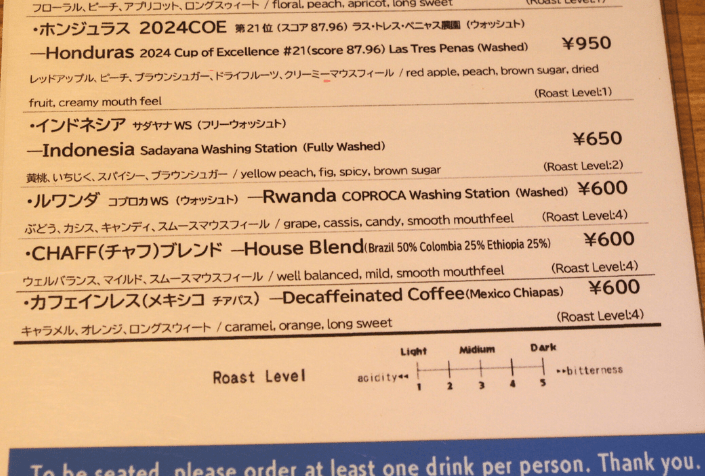 フローラル、ピーチ、アプリコット、ロングスウィート / floral, peach, apricot, long sweet (Roast Level:1)
・ホンジュラス 2024COE 第21位 (スコア 87.96) ラス・トレス・ペニャス農園 (ウォッシュト)
—Honduras 2024 Cup of Excellence #21(score 87.96) Las Tres Penas (Washed) ¥950
レッドアップル、ピーチ、ブラウンシュガー、ドライフルーツ、クリーミーマウスフィール / red apple, peach, brown sugar, dried
fruit, creamy mouth feel (Roast Level:1)
・インドネシア サダヤナ WS (フリーウォッシュト)
—Indonesia Sadayana Washing Station (Fully Washed) ¥650
黄桃、いちじく、スパイシー、ブラウンシュガー / yellow peach, fig, spicy, brown sugar (Roast Level:2)
・ルワンダ コプロカ WS (ウォッシュト) —Rwanda COPROCA Washing Station (Washed) ¥600
ぶどう、カシス、キャンディ、スムースマウスフィール / grape, cassis, candy, smooth mouthfeel (Roast Level:4)
・CHAFF(チャフ)ブレンド —House Blend(Brazil 50% Colombia 25% Ethiopia 25%) ¥600
ウェルバランス、マイルド、スムースマウスフィール / well balanced, mild, smooth mouthfeel (Roast Level:4)
・カフェインレス(メキシコ チアパス) —Decaffeinated Coffee(Mexico Chiapas) ¥600
キャラメル、オレンジ、ロングスウィート / caramel, orange, long sweet (Roast Level:4)
Light Midium Dark
Roast Level acidity◂◂ ▸▸bitterness
1 2 3 4 5
To be seated, please order at least one drink per person. Thank you.